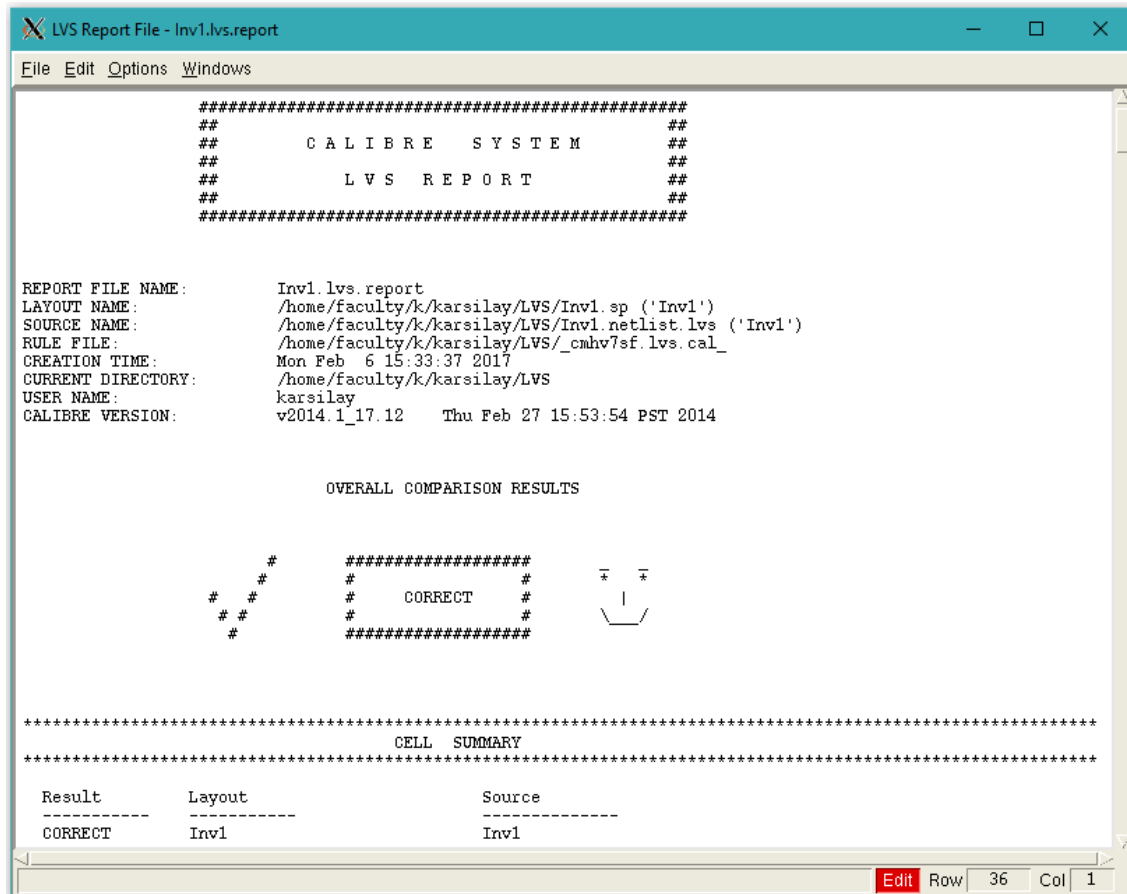 LVS Report File - Inv1.lvs.report
File Edit Options Windows
##################################################
##                                              ##
##         C A L I B R E    S Y S T E M         ##
##                                              ##
##             L V S   R E P O R T              ##
##                                              ##
##################################################
REPORT FILE NAME: Inv1.lvs.report
LAYOUT NAME: /home/faculty/k/karsilay/LVS/Inv1.sp ('Inv1')
SOURCE NAME: /home/faculty/k/karsilay/LVS/Inv1.netlist.lvs ('Inv1')
RULE FILE: /home/faculty/k/karsilay/LVS/_cmhv7sf.lvs.cal_
CREATION TIME: Mon Feb  6 15:33:37 2017
CURRENT DIRECTORY: /home/faculty/k/karsilay/LVS
USER NAME: karsilay
CALIBRE VERSION: v2014.1_17.12    Thu Feb 27 15:53:54 PST 2014
OVERALL COMPARISON RESULTS
      #       ###################      _   _
     #        #                 #      *   *
#   #         #     CORRECT     #        |
 # #          #                 #      \___/
  #           ###################
**************************************************************************************************************
CELL  SUMMARY
**************************************************************************************************************
Result Layout Source
----------- ----------- --------------
CORRECT Inv1 Inv1
Edit Row 36 Col 1